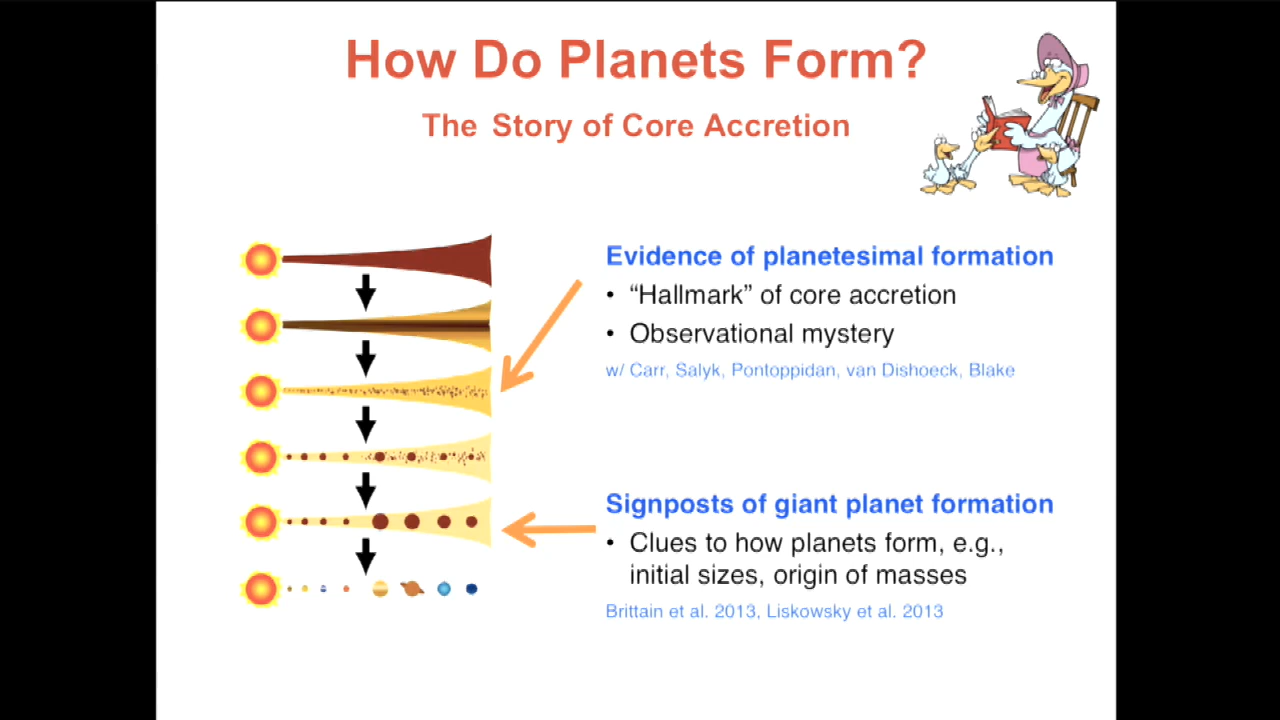 How Do Planets Form?
The Story of Core Accretion
Evidence of planetesimal formation
• “Hallmark” of core accretion
• Observational mystery
w/ Carr, Salyk, Pontoppidan, van Dishoeck, Blake
Signposts of giant planet formation
• Clues to how planets form, e.g.,
initial sizes, origin of masses
Brittain et al. 2013, Liskowsky et al. 2013